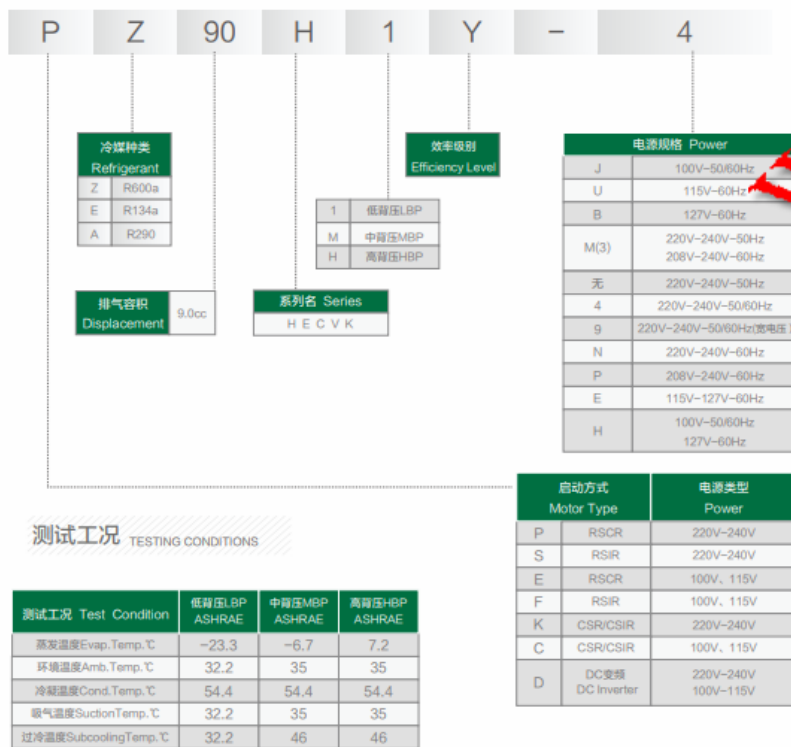 P Z 90 H 1 Y - 4
冷媒种类
Refrigerant
Z R600a
E R134a
A R290
效率级别
Efficiency Level
1 低背压LBP
M 中背压MBP
H 高背压HBP
排气容积
Displacement
9.0cc
系列名 Series
H E C V K
电源规格 Power
J 100V-50/60Hz
U 115V-60Hz
B 127V-60Hz
M(3) 220V-240V-50Hz
208V-240V-60Hz
无 220V-240V-50Hz
4 220V-240V-50/60Hz
9 220V-240V-50/60Hz(宽电压)
N 220V-240V-60Hz
P 208V-240V-60Hz
E 115V-127V-60Hz
H 100V-50/60Hz
127V-60Hz
启动方式 电源类型
Motor Type Power
P RSCR 220V-240V
S RSIR 220V-240V
E RSCR 100V、115V
F RSIR 100V、115V
K CSR/CSIR 220V-240V
C CSR/CSIR 100V、115V
D DC变频 220V-240V
DC Inverter 100V-115V
测试工况 TESTING CONDITIONS
测试工况 Test Condition 低背压LBP ASHRAE 中背压MBP ASHRAE 高背压HBP ASHRAE
蒸发温度Evap.Temp.℃ -23.3 -6.7 7.2
环境温度Amb.Temp.℃ 32.2 35 35
冷凝温度Cond.Temp.℃ 54.4 54.4 54.4
吸气温度SuctionTemp.℃ 32.2 35 35
过冷温度SubcoolingTemp.℃ 32.2 46 46